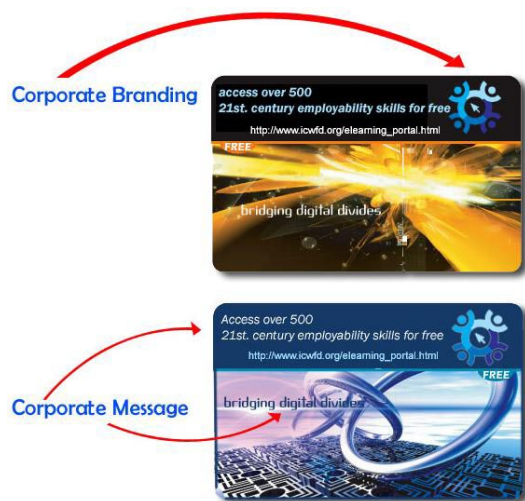 Corporate Branding
access over 500
21st. century employability skills for free
http://www.icwfd.org/elearning_portal.html
FREE
bridging digital divides
Access over 500
21st. century employability skills for free
http://www.icwfd.org/elearning_portal.html
FREE
Corporate Message
bridging digital divides